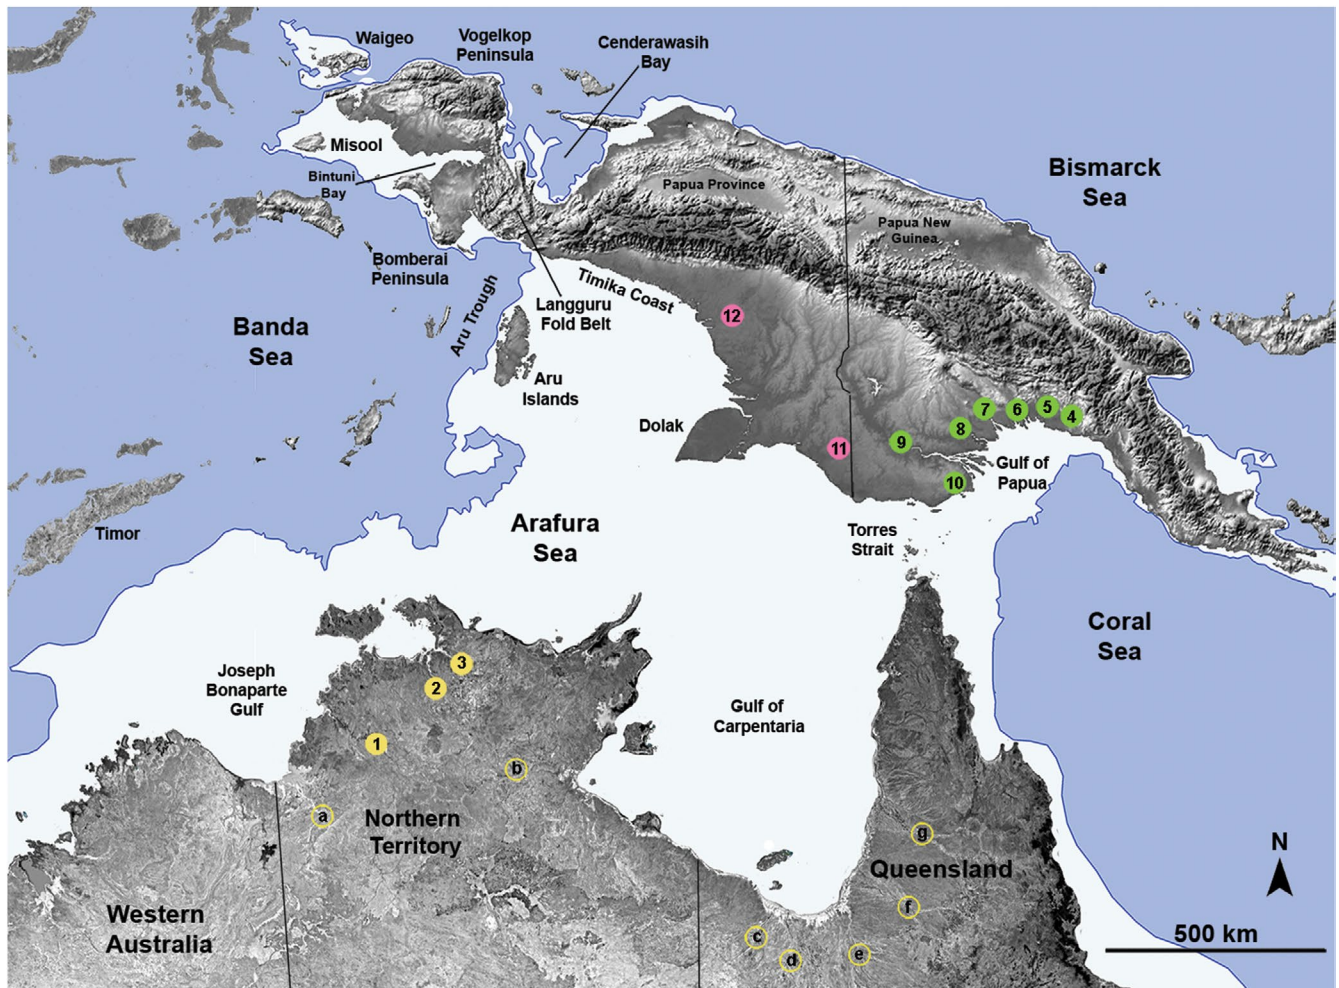 Waigeo
Vogelkop
Peninsula
Cenderawasih
Bay
Misool
Bintuni
Bay
Papua Province
Bismarck
Sea
Papua New
Guinea
Bomberai
Peninsula
Aru Trough
Timika Coast
Langguru
Fold Belt
Banda
Sea
12
Aru
Islands
Dolak
7
6
5
4
8
9
11
10
Gulf of
Papua
Timor
Arafura
Sea
Torres
Strait
Coral
Sea
Joseph
Bonaparte
Gulf
3
2
1
Gulf of
Carpentaria
b
a
Northern
Territory
g
Queensland
N
Western
Australia
f
500 km
c
d
e